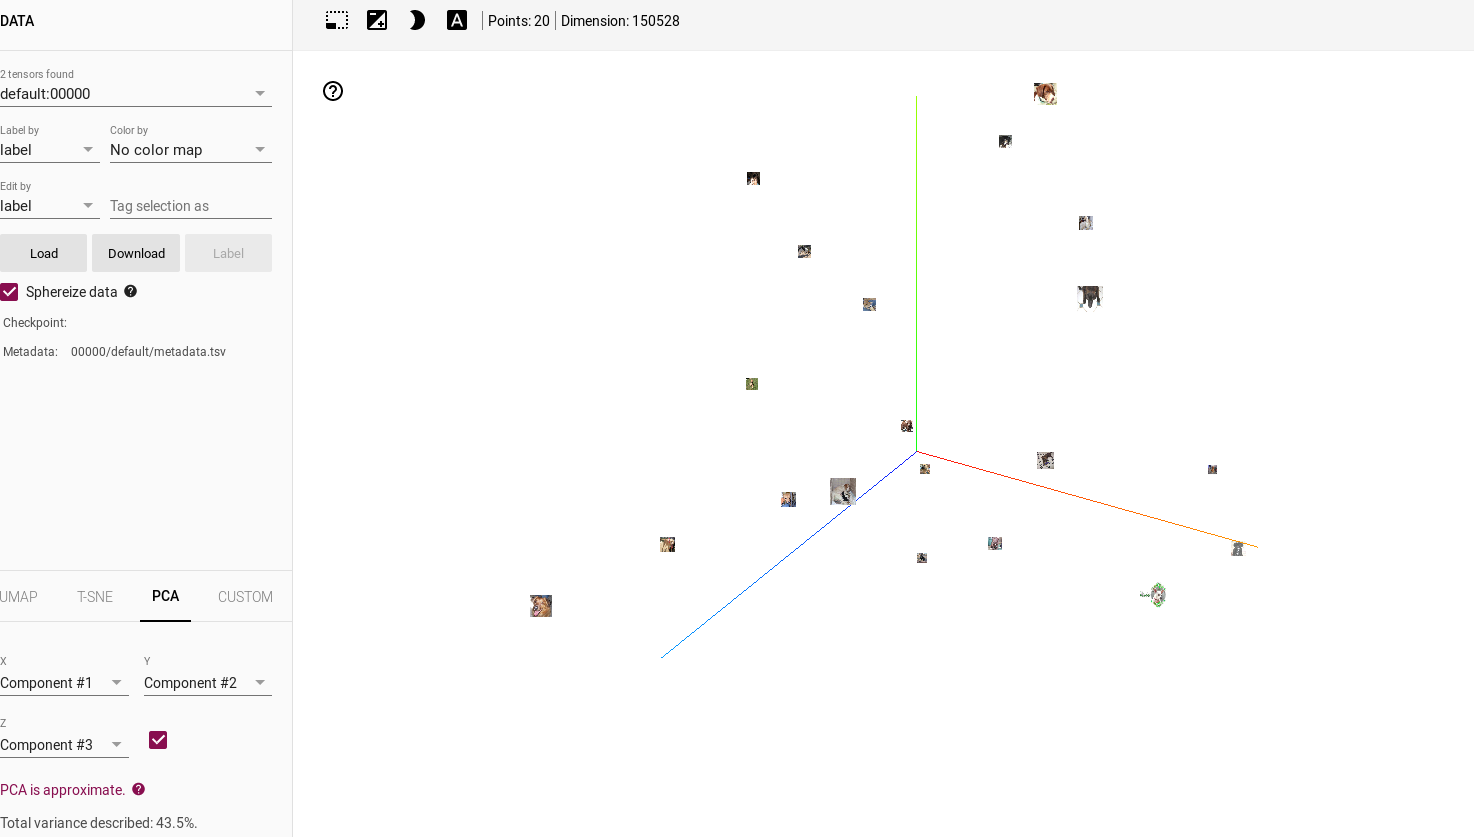 DATA
Points: 20
Dimension: 150528
2 tensors found
default:00000
Label by
Color by
label
No color map
Edit by
label
Tag selection as
Load
Download
Label
Sphereize data
Checkpoint:
Metadata: 00000/default/metadata.tsv
UMAP
T-SNE
PCA
CUSTOM
X
Y
Component #1
Component #2
Z
Component #3
PCA is approximate.
Total variance described: 43.5%.
A